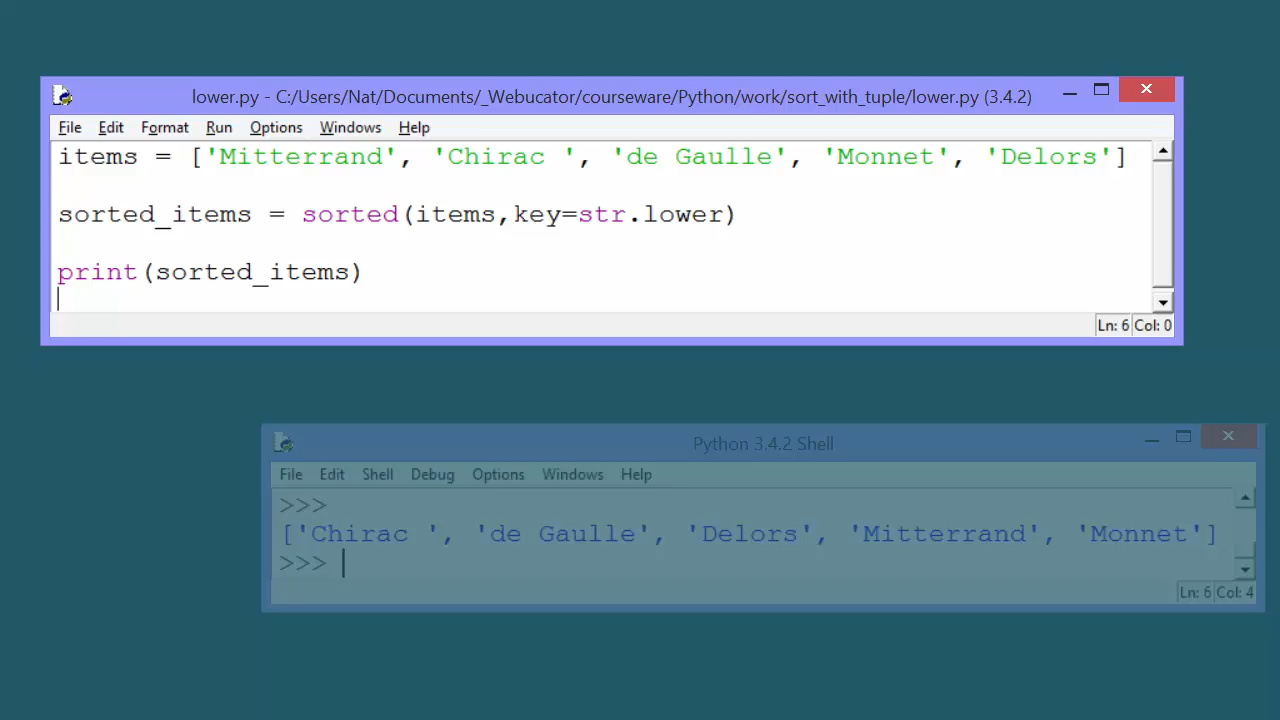 lower.py - C:/Users/Nat/Documents/_Webucator/courseware/Python/work/sort_with_tuple/lower.py (3.4.2)
File Edit Format Run Options Windows Help
items = ['Mitterrand', 'Chirac ', 'de Gaulle', 'Monnet', 'Delors']
sorted_items = sorted(items,key=str.lower)
print(sorted_items)
Ln: 6 Col: 0
Python 3.4.2 Shell
File Edit Shell Debug Options Windows Help
>>>
['Chirac ', 'de Gaulle', 'Delors', 'Mitterrand', 'Monnet']
>>>
Ln: 6 Col: 4